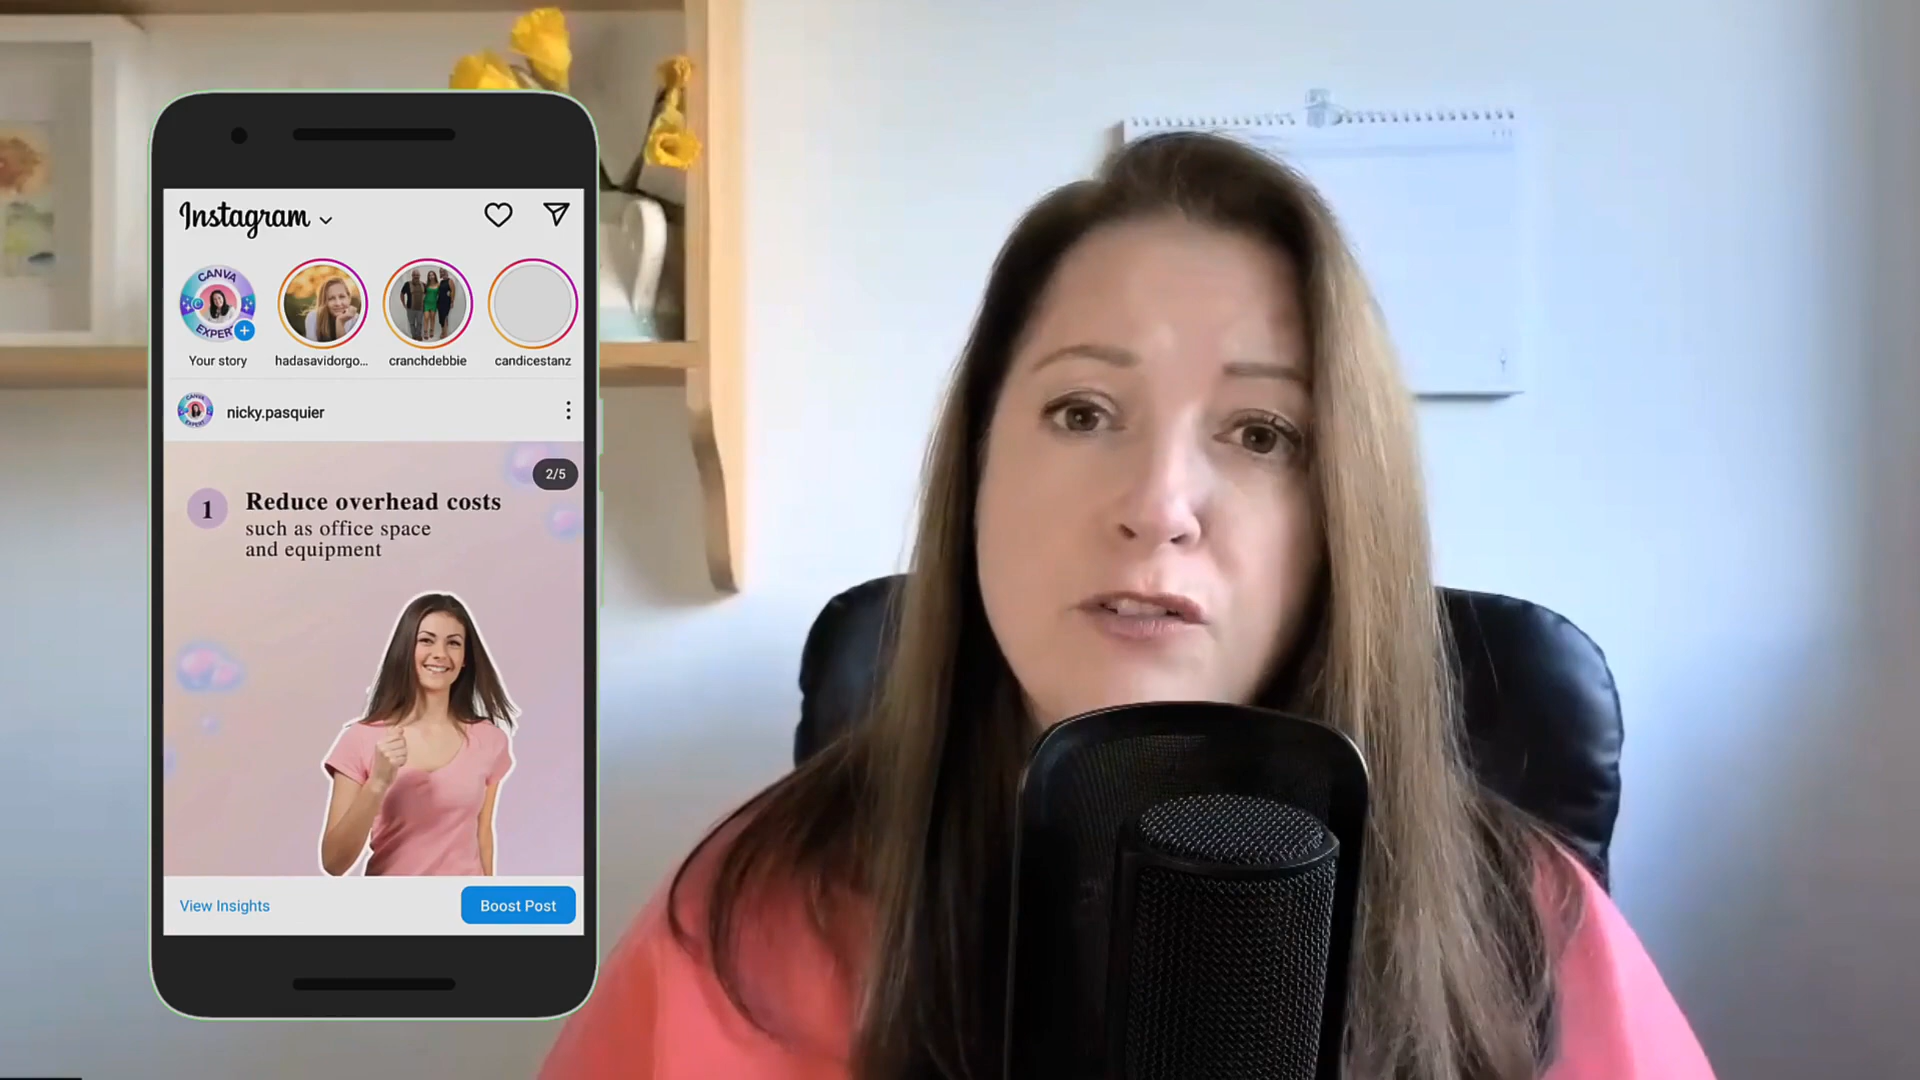 Instagram
CANVA
EXPERT
Your story
hadasavidorgo...
cranchdebbie
candicestanz
nicky.pasquier
2/5
1
Reduce overhead costs
such as office space
and equipment
View Insights
Boost Post